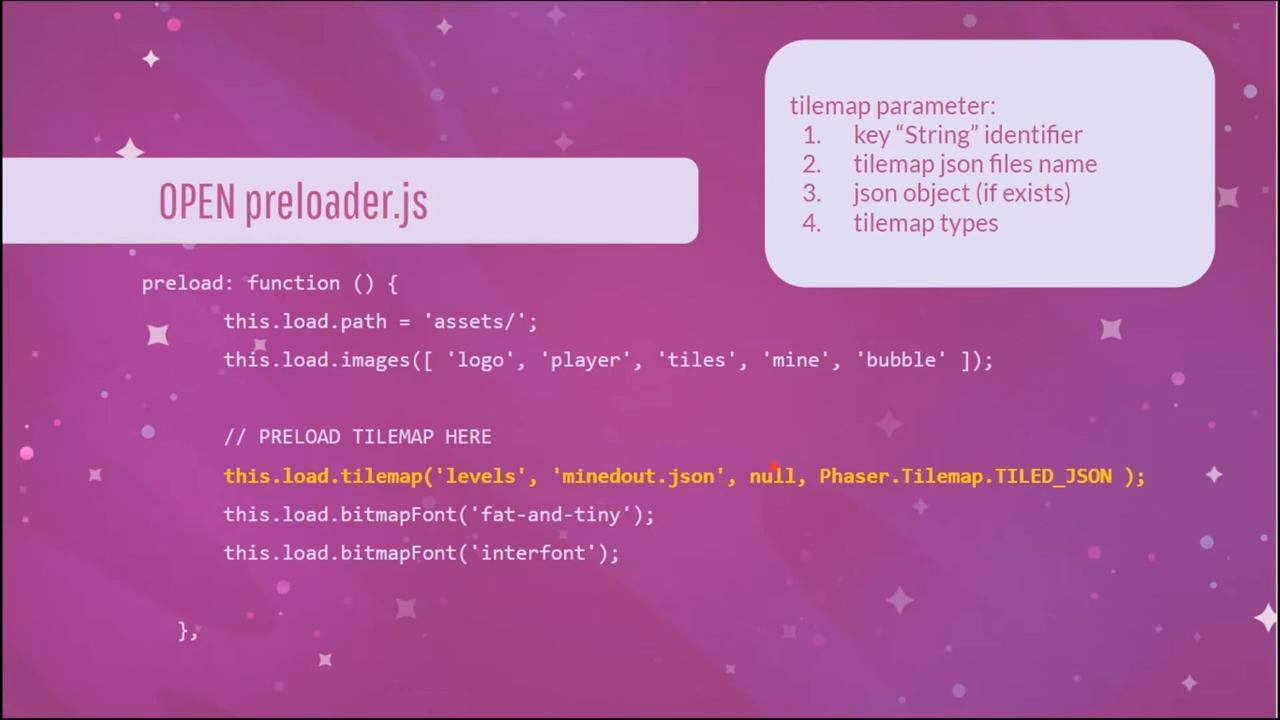 tilemap parameter:
1. key “String” identifier
2. tilemap json files name
3. json object (if exists)
4. tilemap types
OPEN preloader.js
preload: function () {
this.load.path = 'assets/';
this.load.images([ 'logo', 'player', 'tiles', 'mine', 'bubble' ]);
// PRELOAD TILEMAP HERE
this.load.tilemap('levels', 'minedout.json', null, Phaser.Tilemap.TILED_JSON );
this.load.bitmapFont('fat-and-tiny');
this.load.bitmapFont('interfont');
},